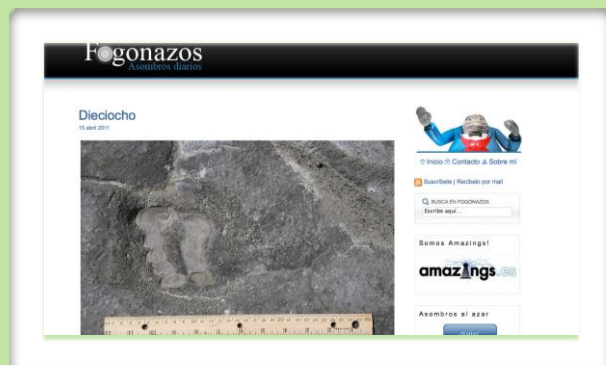 Fogonazos
Asombros diarios
Dieciocho
15 abril 2011
Inicio Contacto Sobre mí
Suscríbete | Recíbelo por mail
BUSCA EN FOGONAZOS
Escribe aquí...
Somos Amazings!
amazings.es
Asombros al azar